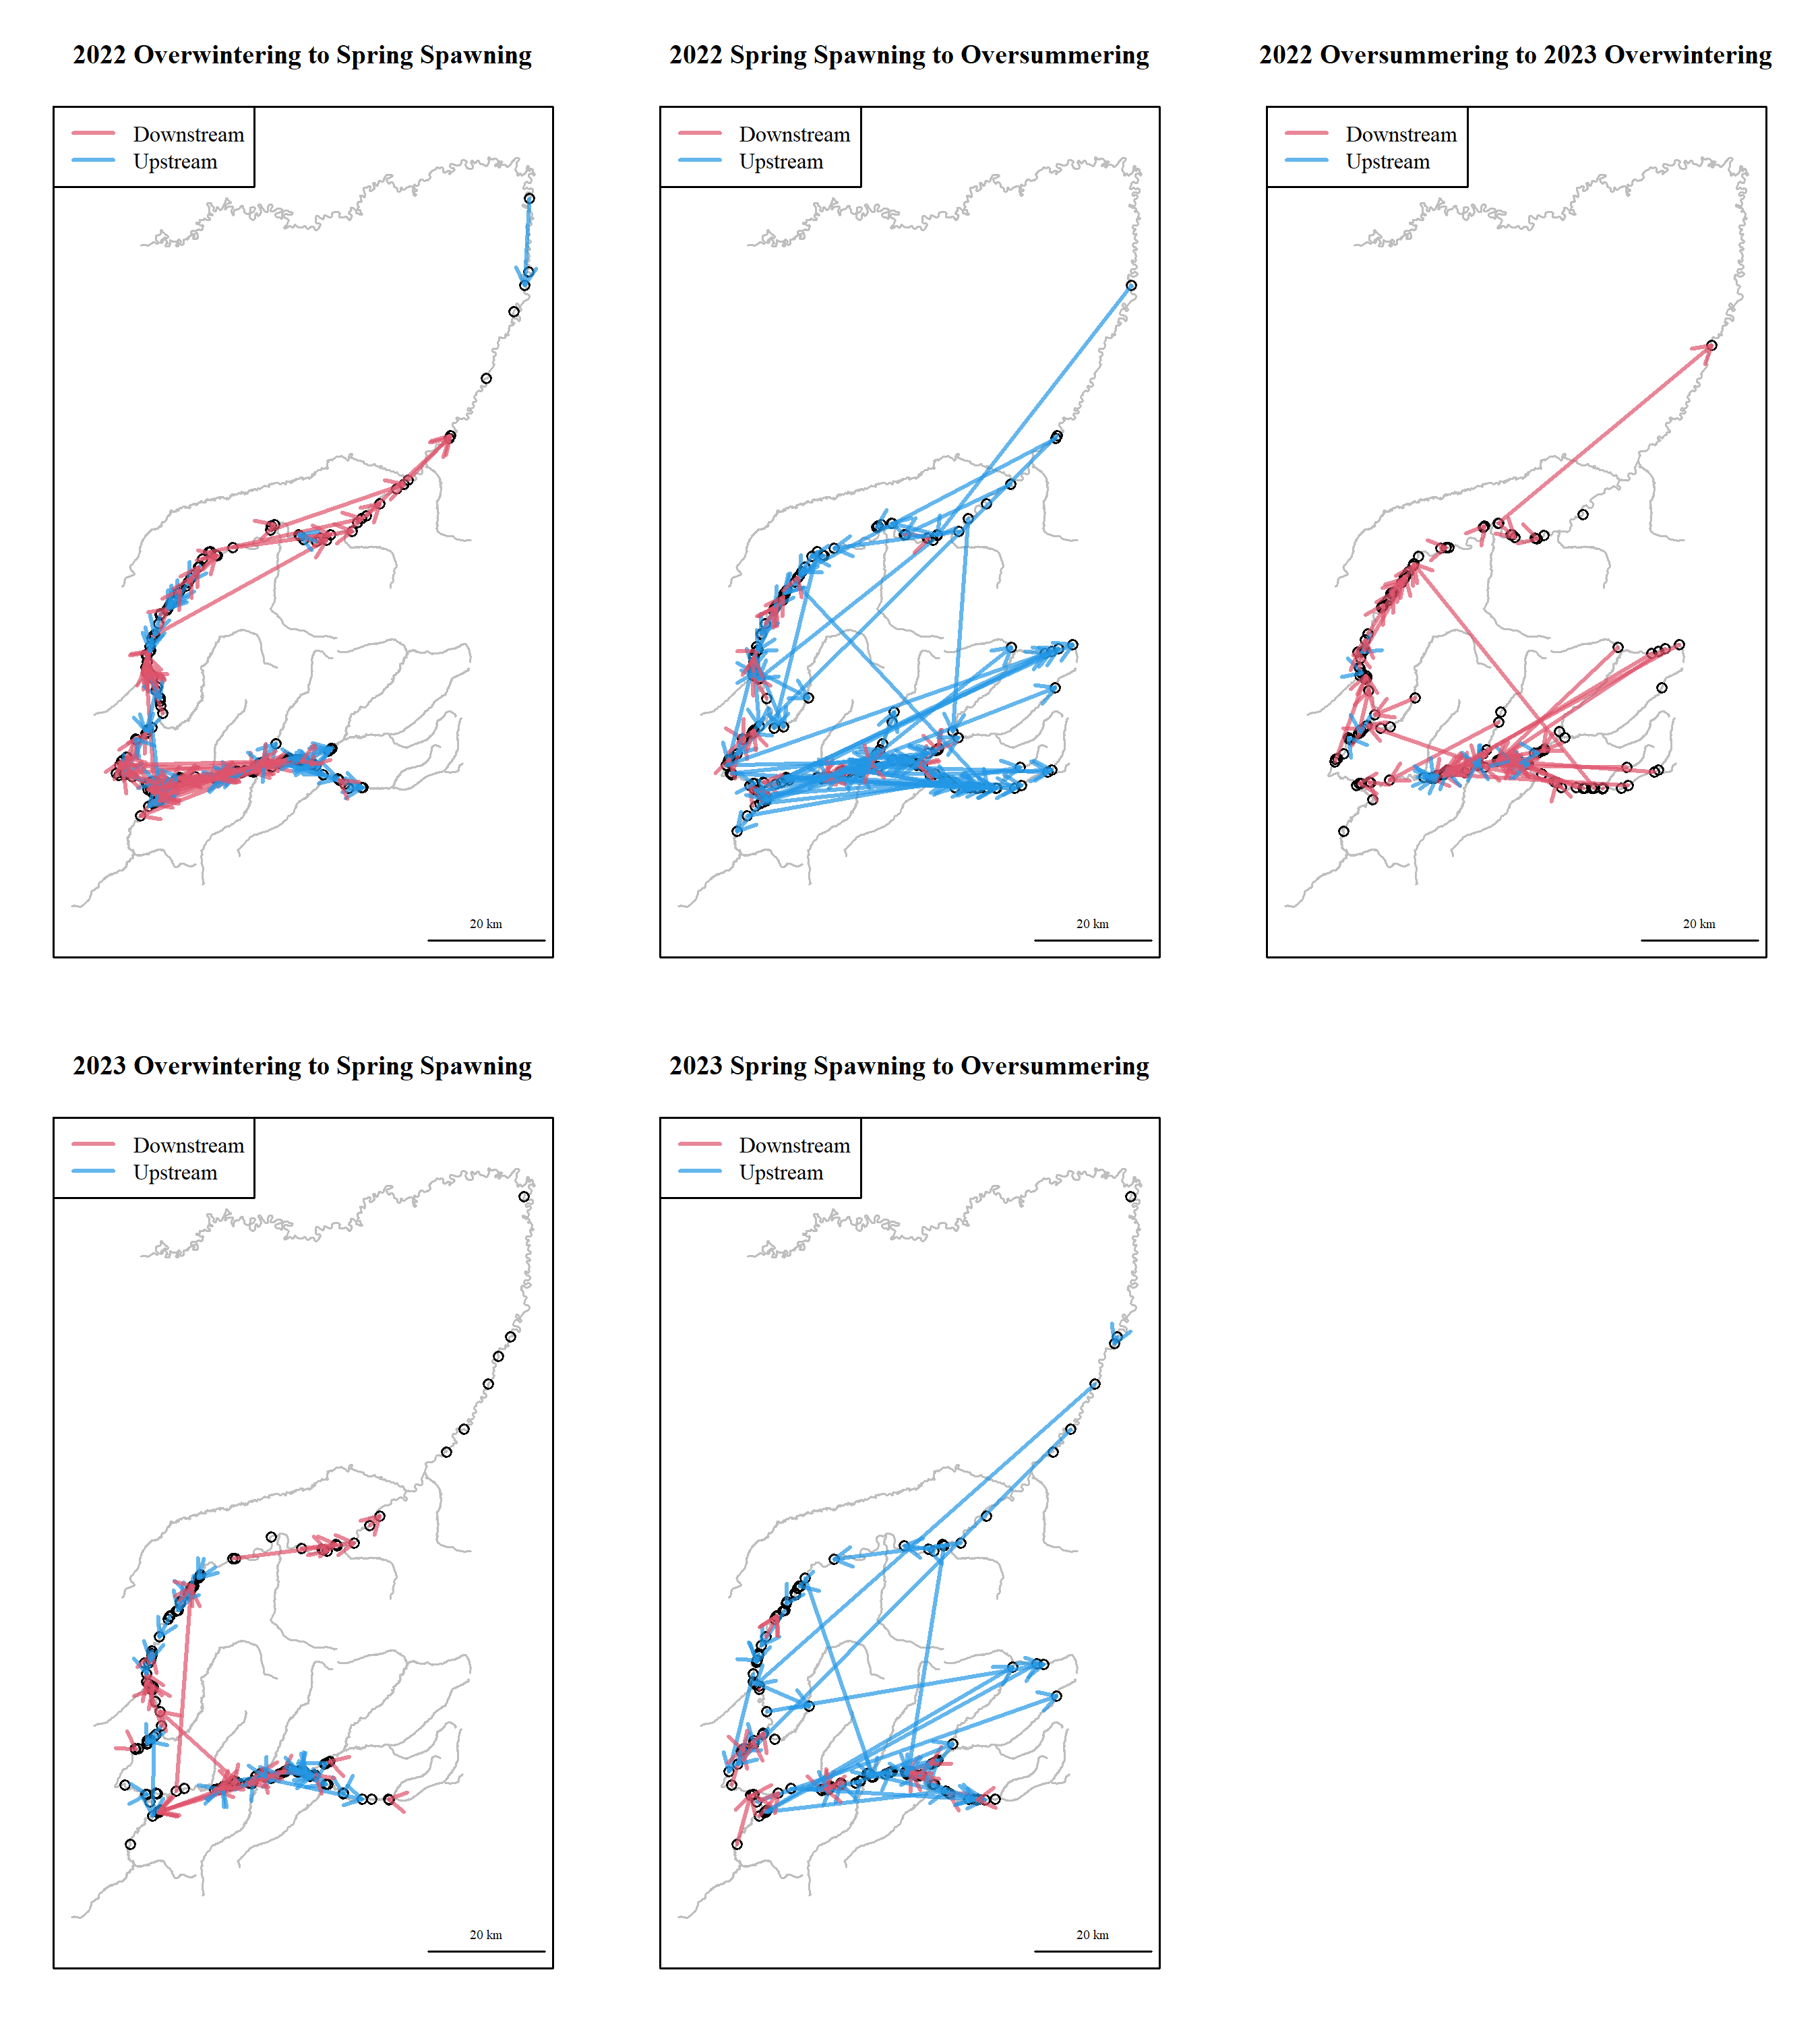 2022 Overwintering to Spring Spawning
Downstream
Upstream
20 km
2022 Spring Spawning to Oversummering
Downstream
Upstream
20 km
2022 Oversummering to 2023 Overwintering
Downstream
Upstream
20 km
2023 Overwintering to Spring Spawning
Downstream
Upstream
20 km
2023 Spring Spawning to Oversummering
Downstream
Upstream
20 km